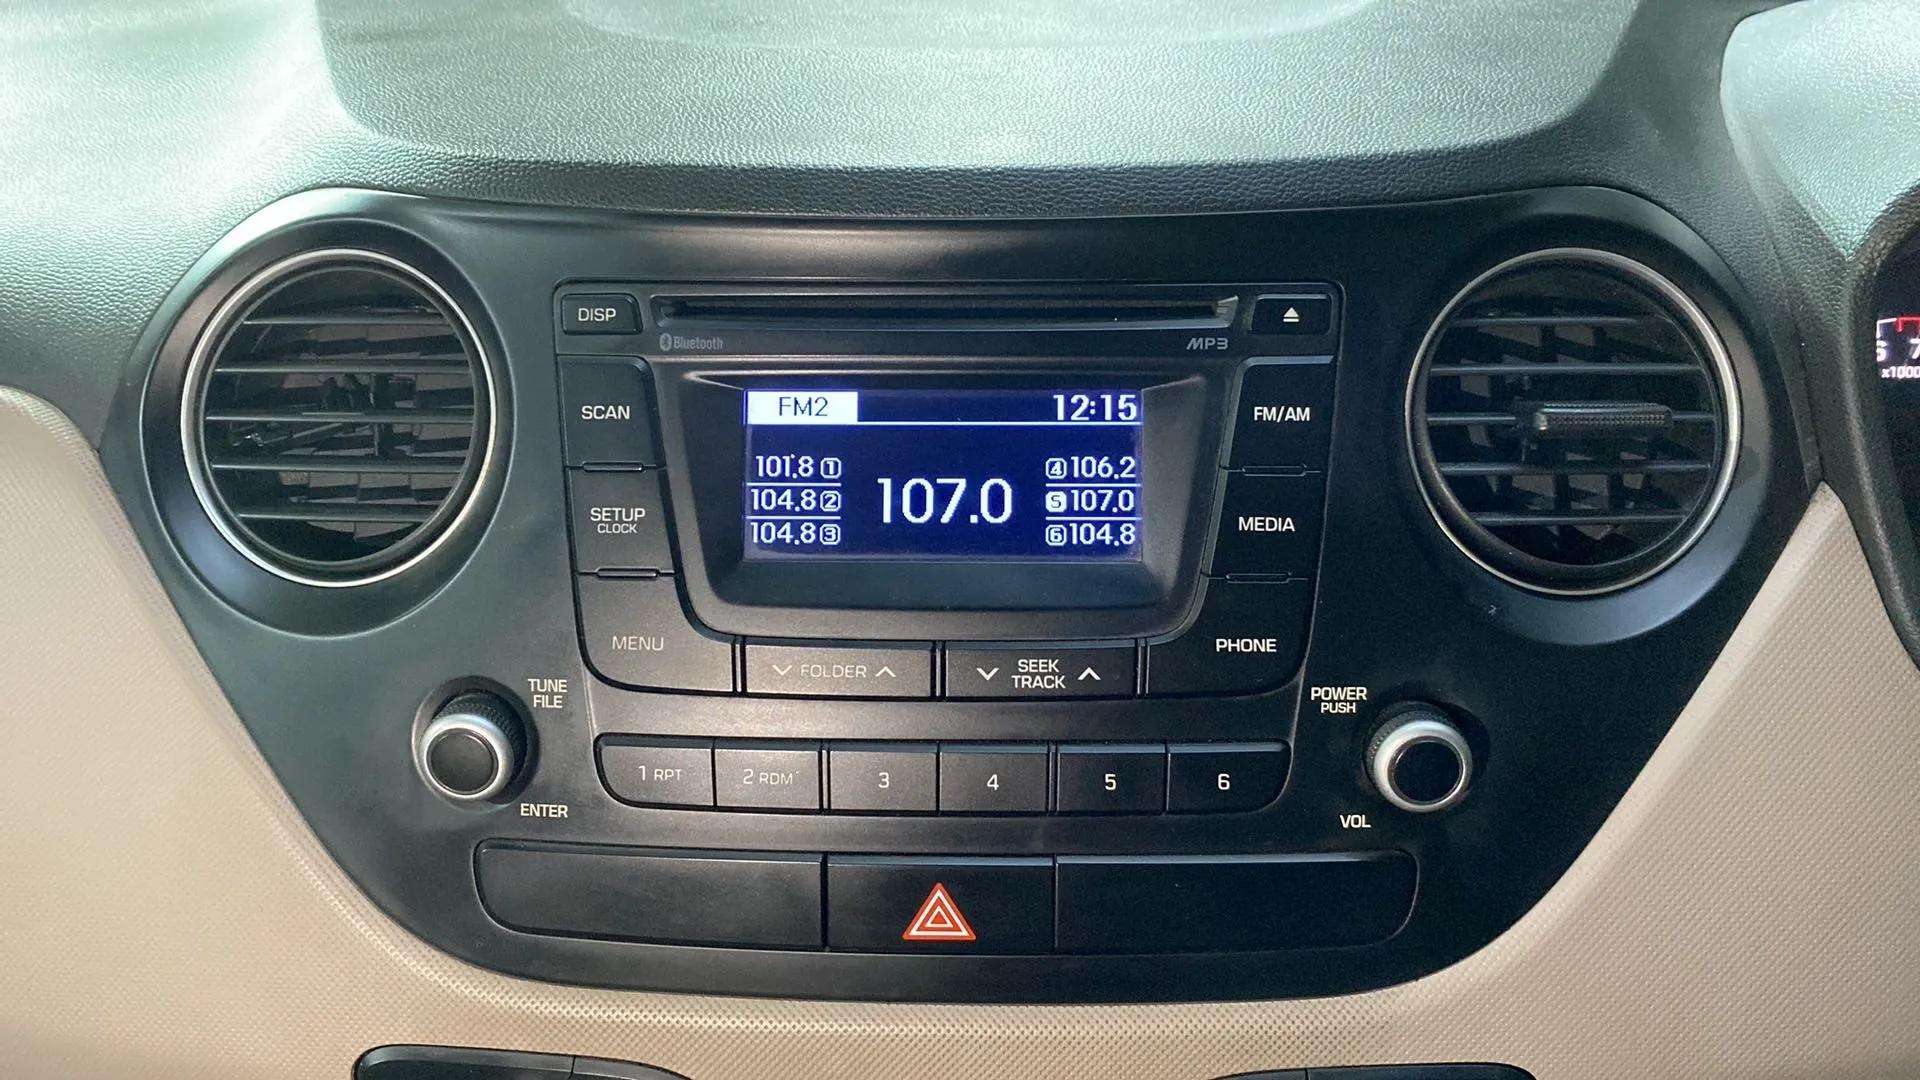 DISP
Bluetooth
MP3
SCAN
FM2 12:15
FM/AM
101.8 1
104.8 2
104.8 3
107.0
4 106.2
5 107.0
6 104.8
SETUP
CLOCK
MEDIA
MENU
FOLDER
SEEK
TRACK
PHONE
TUNE
FILE
ENTER
POWER
PUSH
VOL
1 RPT 2 RDM 3 4 5 6
x1000